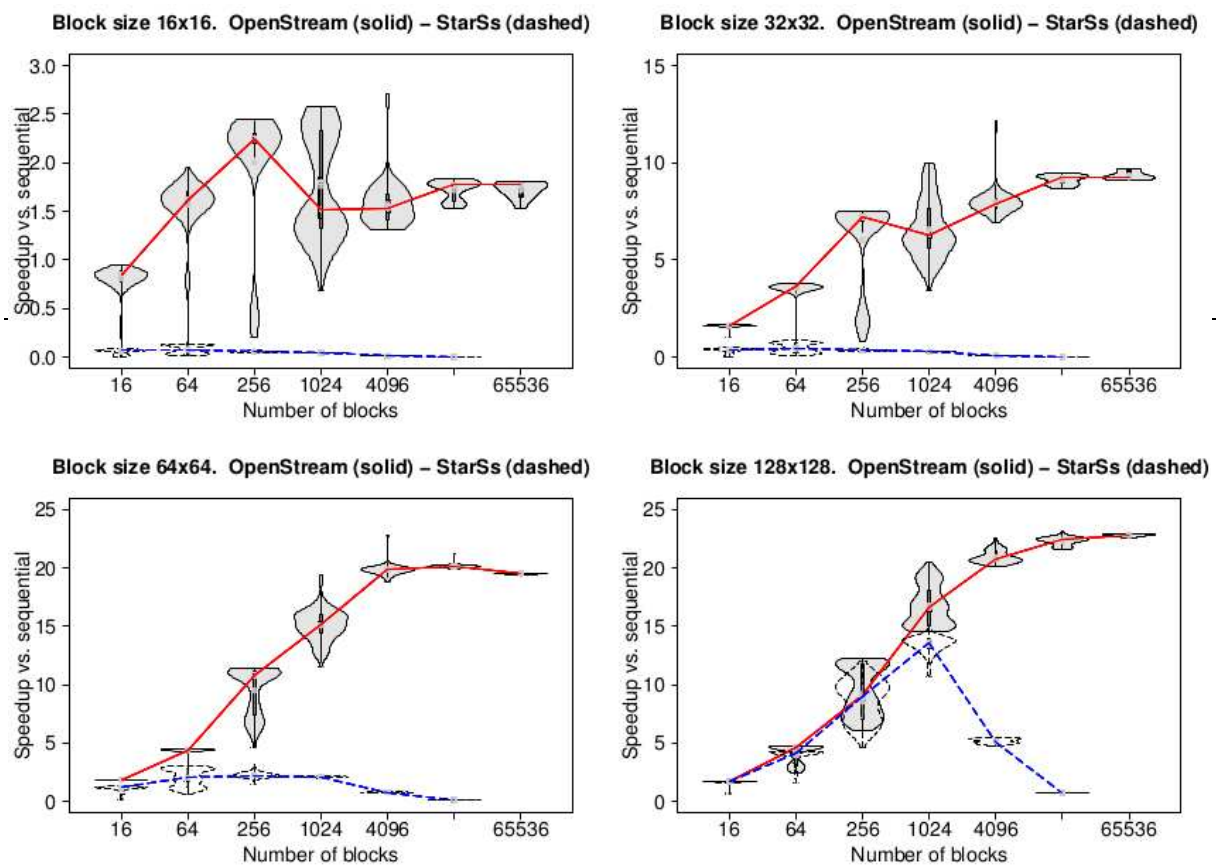 Block size 16x16. OpenStream (solid) – StarSs (dashed)
Speedup vs. sequential
3.0
2.5
2.0
1.5
1.0
0.5
0.0
16 64 256 1024 4096 65536
Number of blocks
Block size 32x32. OpenStream (solid) – StarSs (dashed)
Speedup vs. sequential
15
10
5
0
16 64 256 1024 4096 65536
Number of blocks
Block size 64x64. OpenStream (solid) – StarSs (dashed)
Speedup vs. sequential
25
20
15
10
5
0
16 64 256 1024 4096 65536
Number of blocks
Block size 128x128. OpenStream (solid) – StarSs (dashed)
Speedup vs. sequential
25
20
15
10
5
0
16 64 256 1024 4096 65536
Number of blocks